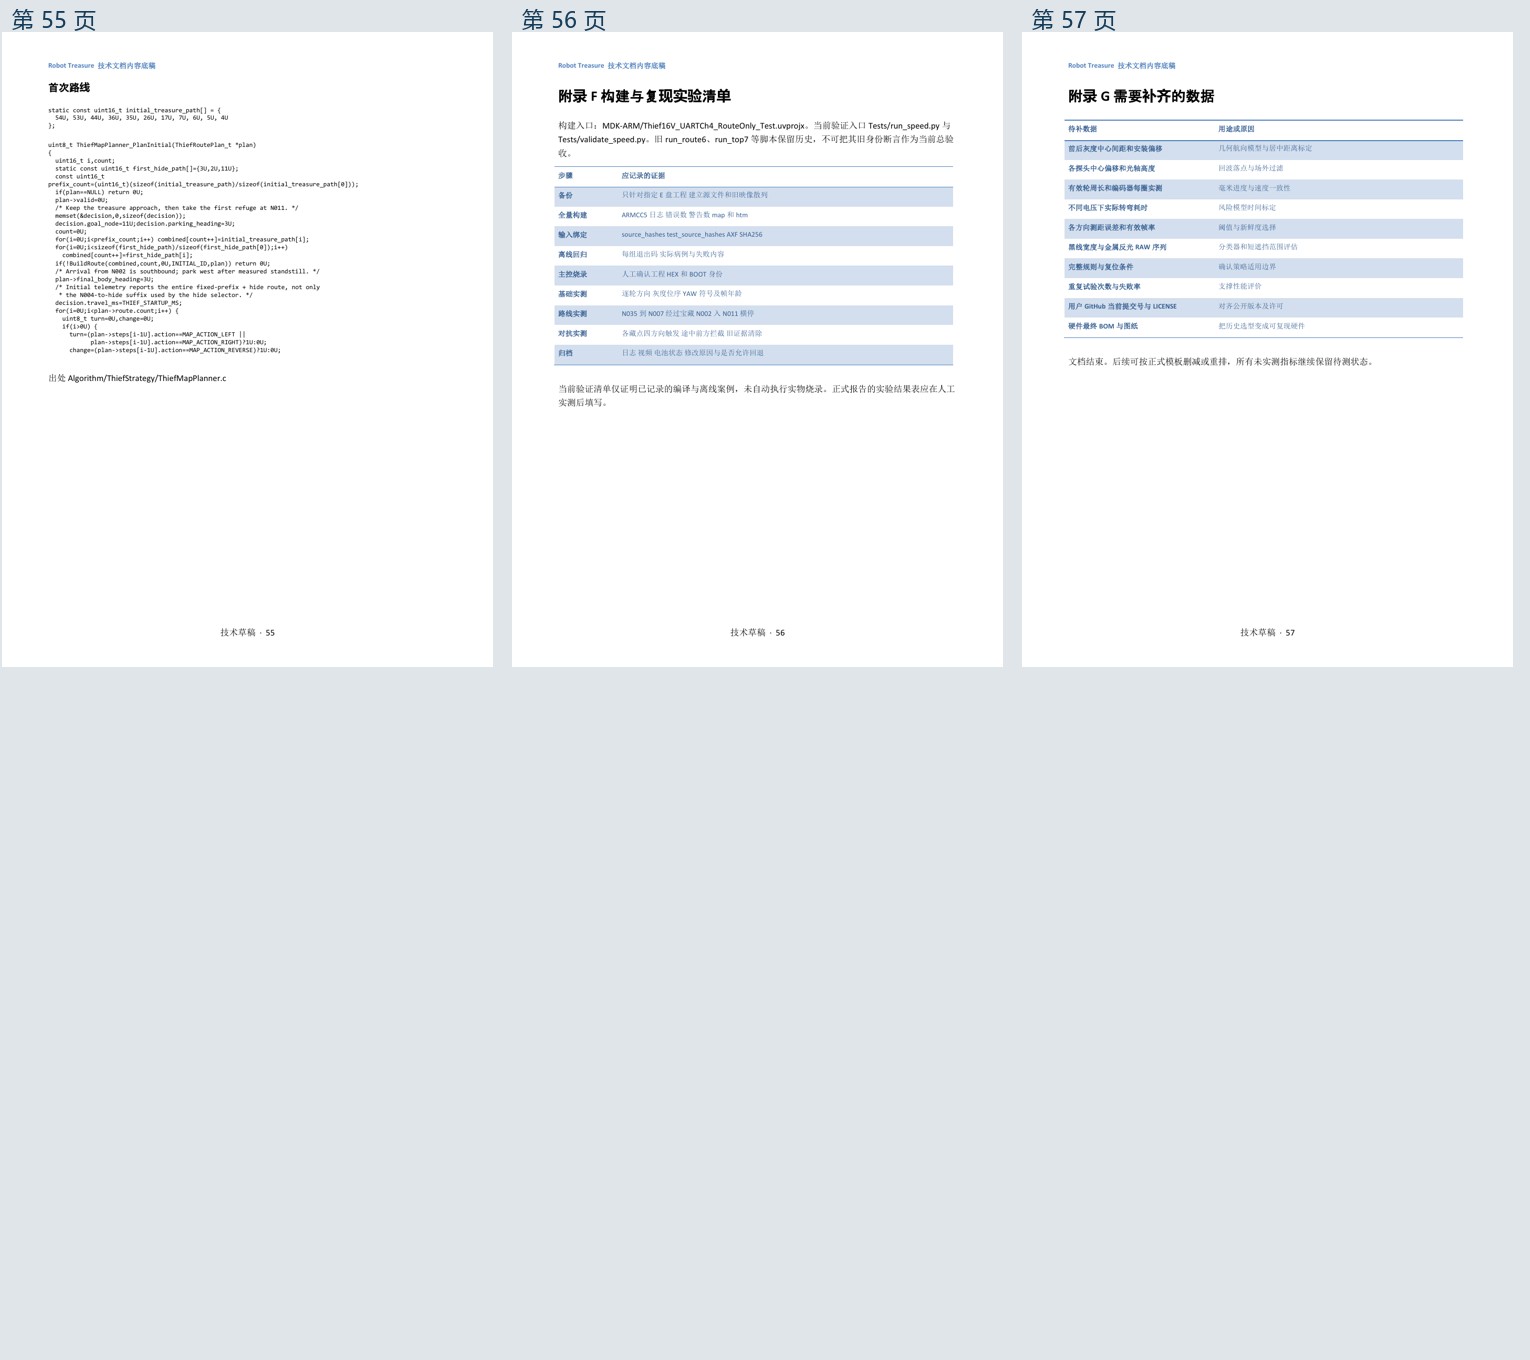 第 55 页
Robot Treasure 技术文档内容底稿
首次路线
static const uint16_t initial_treasure_path[] = {
54U, 53U, 44U, 36U, 35U, 26U, 17U, 7U, 6U, 5U, 4U
};
uint8_t ThiefMapPlanner_PlanInitial(ThiefRoutePlan_t *plan)
{
uint16_t i,count;
static const uint16_t first_hide_path[]={3U,2U,11U};
const uint16_t
prefix_count=(uint16_t)(sizeof(initial_treasure_path)/sizeof(initial_treasure_path[0]));
if(plan==NULL) return 0U;
plan->valid=0U;
/* Keep the treasure approach, then take the first refuge at N011. */
memset(&decision,0,sizeof(decision));
decision.goal_node=11U;decision.parking_heading=3U;
count=0U;
for(i=0U;i<prefix_count;i++) combined[count++]=initial_treasure_path[i];
for(i=0U;i<sizeof(first_hide_path)/sizeof(first_hide_path[0]);i++)
combined[count++]=first_hide_path[i];
if(!BuildRoute(combined,count,0U,INITIAL_ID,plan)) return 0U;
/* Arrival from N002 is southbound; park west after measured standstill. */
plan->final_body_heading=3U;
/* Initial telemetry reports the entire fixed-prefix + hide route, not only
* the N004-to-hide suffix used by the hide selector. */
decision.travel_ms=THIEF_STARTUP_MS;
for(i=0U;i<plan->route.count;i++) {
uint8_t turn=0U,change=0U;
if(i>0U) {
turn=(plan->steps[i-1U].action==MAP_ACTION_LEFT ||
plan->steps[i-1U].action==MAP_ACTION_RIGHT)?1U:0U;
change=(plan->steps[i-1U].action==MAP_ACTION_REVERSE)?1U:0U;
出处 Algorithm/ThiefStrategy/ThiefMapPlanner.c
技术草稿 · 55
第 56 页
Robot Treasure 技术文档内容底稿
附录 F 构建与复现实验清单
构建入口：MDK-ARM/Thief16V_UARTCh4_RouteOnly_Test.uvprojx。当前验证入口 Tests/run_speed.py 与
Tests/validate_speed.py。旧 run_route6、run_top7 等脚本保留历史，不可把其旧身份断言作为当前总验
收。
步骤 应记录的证据
备份 只针对指定 E 盘工程 建立源文件和旧映像散列
全量构建 ARMCC5 日志 错误数 警告数 map 和 htm
输入绑定 source_hashes test_source_hashes AXF SHA256
离线回归 每组退出码 实际病例与失败内容
主控烧录 人工确认工程 HEX 和 BOOT 身份
基础实测 逐轮方向 灰度位序 YAW 符号及帧年龄
路线实测 N035 到 N007 经过宝藏 N002 入 N011 横停
对抗实测 各藏点四方向触发 途中前方拦截 旧证据清除
归档 日志 视频 电池状态 修改原因与是否允许回退
当前验证清单仅证明已记录的编译与离线案例，未自动执行实物烧录。正式报告的实验结果表应在人工
实测后填写。
技术草稿 · 56
第 57 页
Robot Treasure 技术文档内容底稿
附录 G 需要补齐的数据
待补数据 用途或原因
前后灰度中心间距和安装偏移 几何航向模型与居中距离标定
各探头中心偏移和光轴高度 回波落点与场外过滤
有效轮周长和编码器每圈实测 毫米进度与速度一致性
不同电压下实际转弯耗时 风险模型时间标定
各方向测距误差和有效帧率 阈值与新鲜度选择
黑线宽度与金属反光 RAW 序列 分类器和短遮挡范围评估
完整规则与复位条件 确认策略适用边界
重复试验次数与失败率 支撑性能评价
用户 GitHub 当前提交号与 LICENSE 对齐公开版本及许可
硬件最终 BOM 与图纸 把历史选型变成可复现硬件
文档结束。后续可按正式模板删减或重排，所有未实测指标继续保留待测状态。
技术草稿 · 57